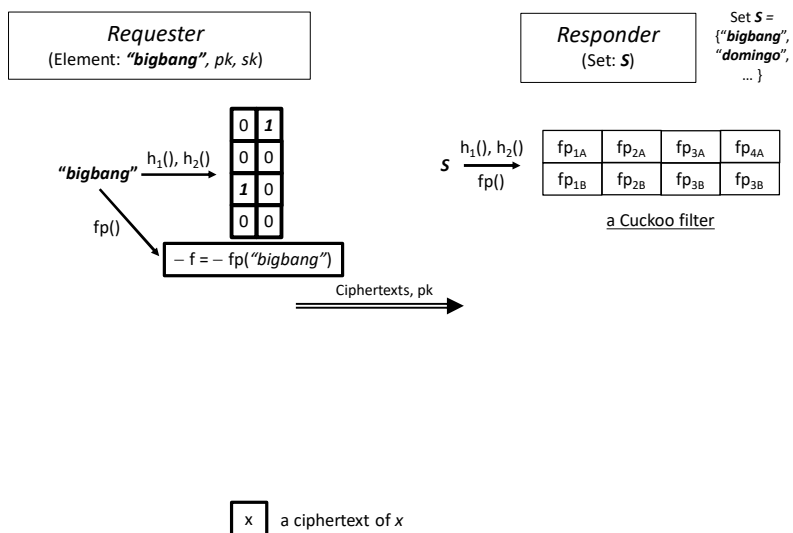 Requester
(Element: “bigbang”, pk, sk)
Responder
(Set: S)
Set S =
{“bigbang”,
“domingo”,
... }
“bigbang”
h1(), h2()
fp()
0 1
0 0
1 0
0 0
– f = – fp(“bigbang”)
Ciphertexts, pk
S
h1(), h2()
fp()
fp1A fp2A fp3A fp4A
fp1B fp2B fp3B fp3B
a Cuckoo filter
x a ciphertext of x